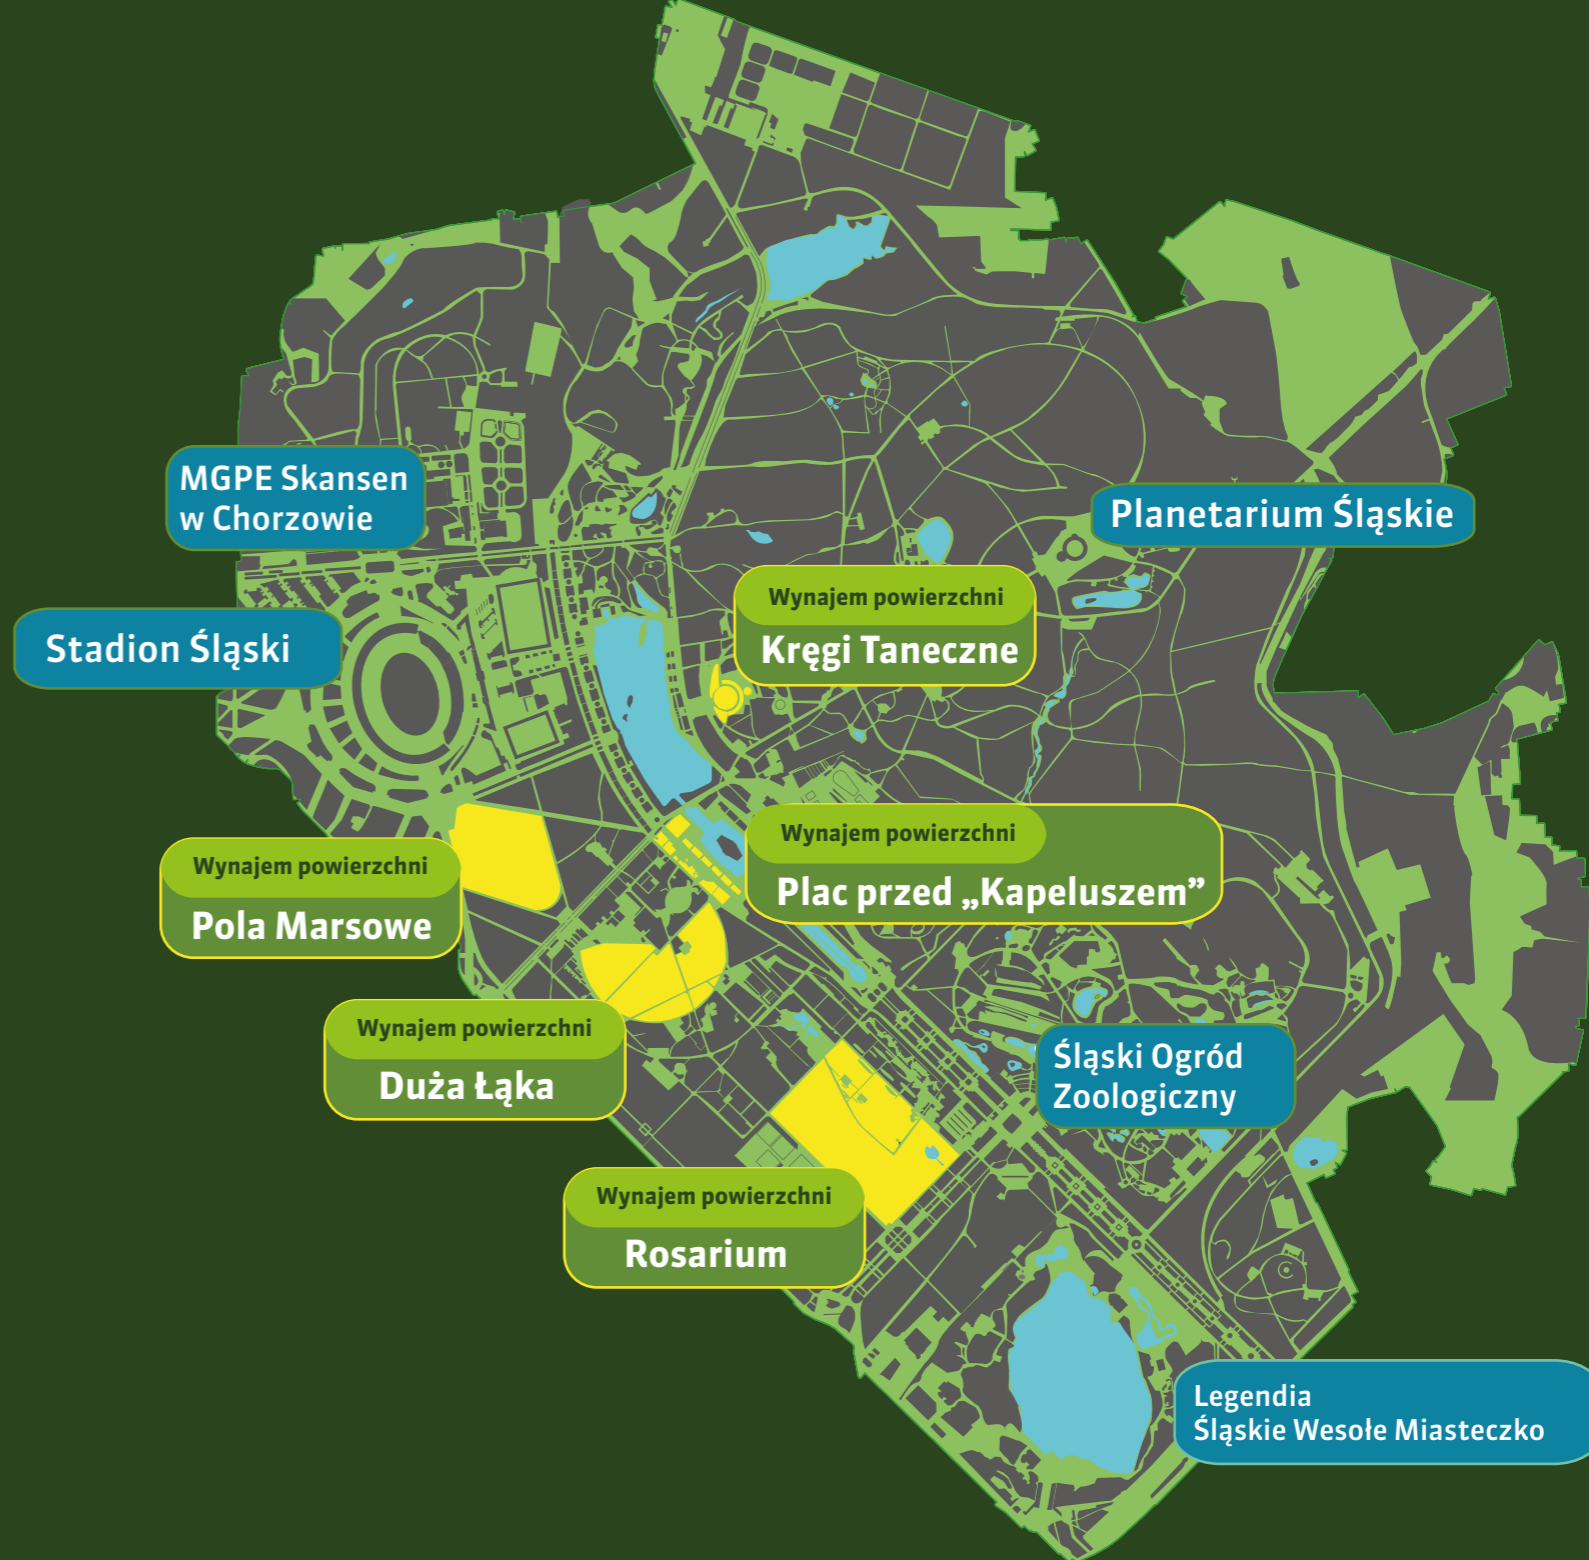 MGPE Skansen
w Chorzowie
Planetarium Śląskie
Wynajem powierzchni
Kręgi Taneczne
Stadion Śląski
Wynajem powierzchni
Plac przed „Kapeluszem”
Wynajem powierzchni
Pola Marsowe
Wynajem powierzchni
Duża Łąka
Śląski Ogród
Zoologiczny
Wynajem powierzchni
Rosarium
Legendia
Śląskie Wesołe Miasteczko